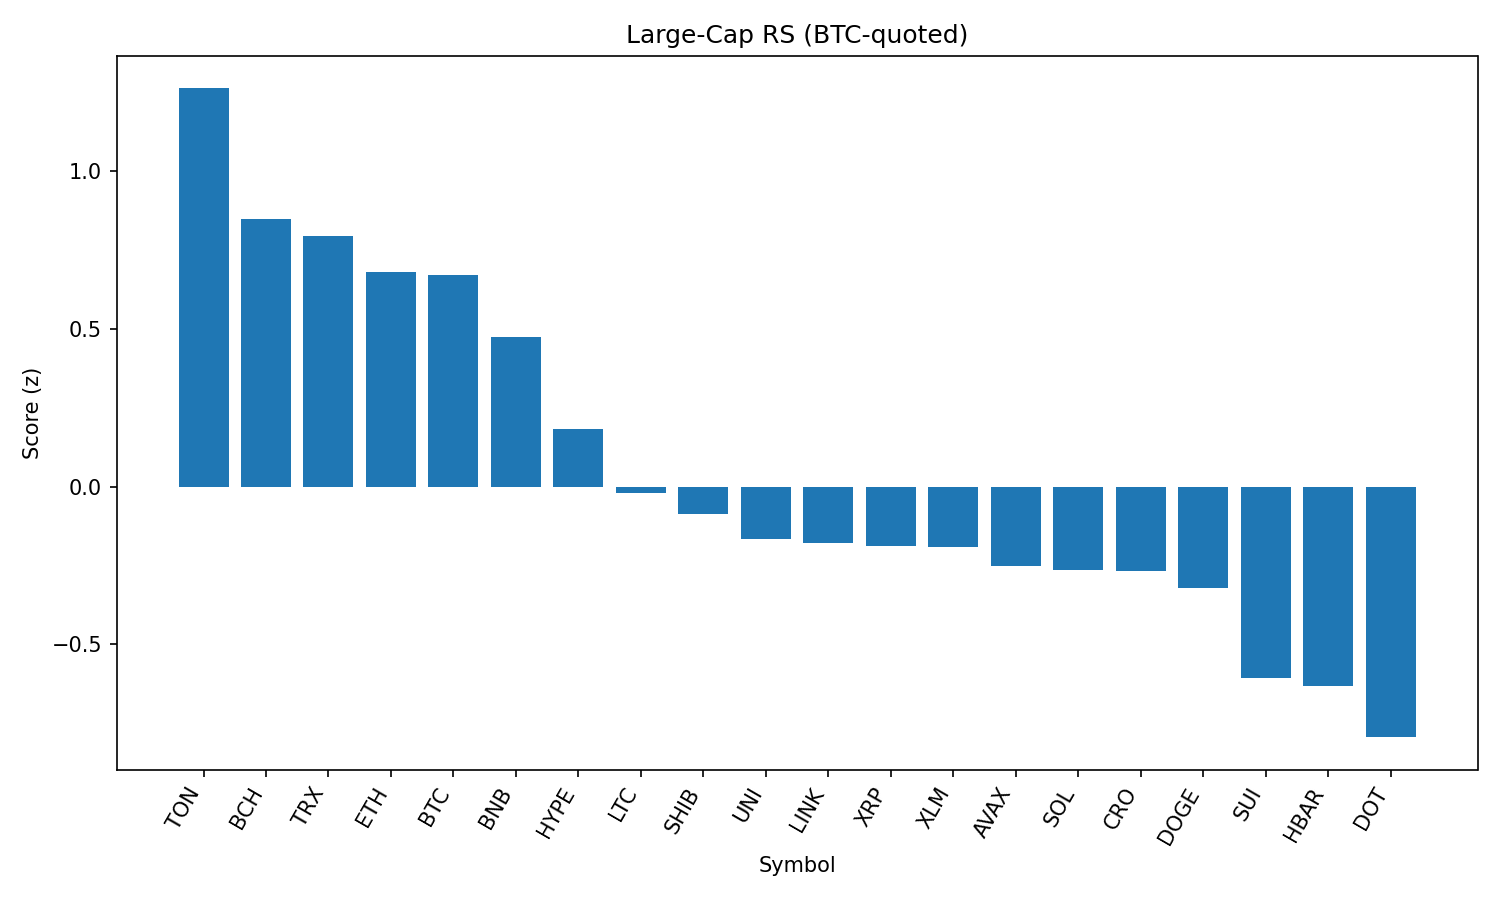 Large-Cap RS (BTC-quoted)
Score (z)
1.0
0.5
0.0
−0.5
TON
BCH
TRX
ETH
BTC
BNB
HYPE
LTC
SHIB
UNI
LINK
XRP
XLM
AVAX
SOL
CRO
DOGE
SUI
HBAR
DOT
Symbol